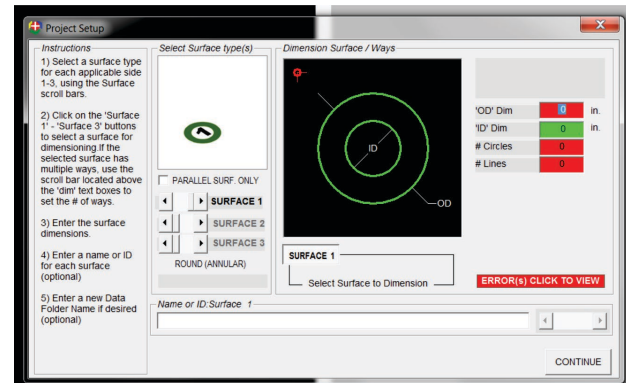 Project Setup
Instructions
1) Select a surface type
for each applicable side
1-3, using the Surface
scroll bars.
2) Click on the 'Surface
1' - 'Surface 3' buttons
to select a surface for
dimensioning.If the
selected surface has
multiple ways, use the
scroll bar located above
the 'dim' text boxes to
set the # of ways.
3) Enter the surface
dimensions.
4) Enter a name or ID
for each surface
(optional)
5) Enter a new Data
Folder Name if desired
(optional)
Select Surface type(s)
PARALLEL SURF. ONLY
SURFACE 1
SURFACE 2
SURFACE 3
ROUND (ANNULAR)
Dimension Surface / Ways
ID
OD
SURFACE 1
Select Surface to Dimension
'OD' Dim 0 in.
'ID' Dim 0 in.
# Circles 0
# Lines 0
ERROR(s) CLICK TO VIEW
Name or ID:Surface 1
CONTINUE